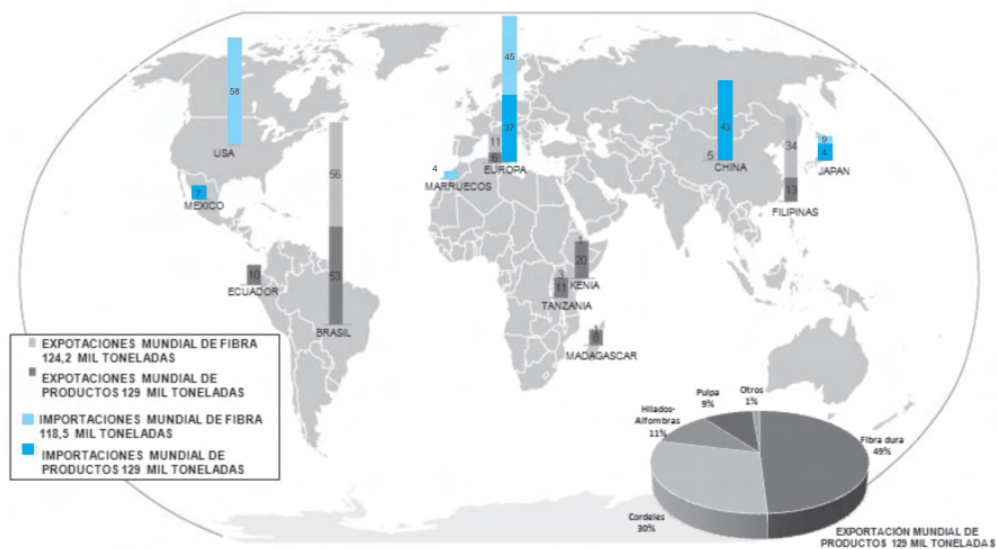 45
58
37
USA
11
6
EUROPA
4
MARRUECOS
43
5
CHINA
34
13
FILIPINAS
9
4
JAPAN
7
MEXICO
56
53
BRASIL
10
ECUADOR
1
20
KENIA
3
11
TANZANIA
1
MADAGASCAR
EXPOTACIONES MUNDIAL DE FIBRA
124,2 MIL TONELADAS
EXPOTACIONES MUNDIAL DE
PRODUCTOS 129 MIL TONELADAS
IMPORTACIONES MUNDIAL DE FIBRA
118,5 MIL TONELADAS
IMPORTACIONES MUNDIAL DE
PRODUCTOS 129 MIL TONELADAS
Otros
1%
Pulpa
9%
Hilados-
Alfombras
11%
Fibra dura
49%
Cordeles
30%
EXPORTACIÓN MUNDIAL DE
PRODUCTOS 129 MIL TONELADAS